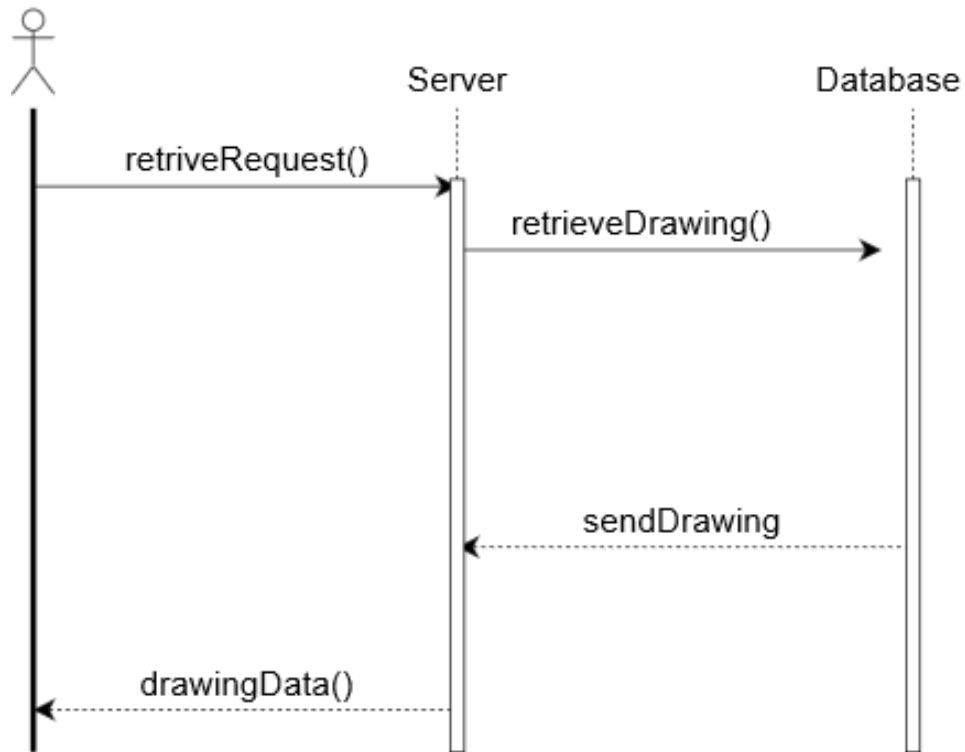 Server
Database
retriveRequest()
retrieveDrawing()
sendDrawing
drawingData()